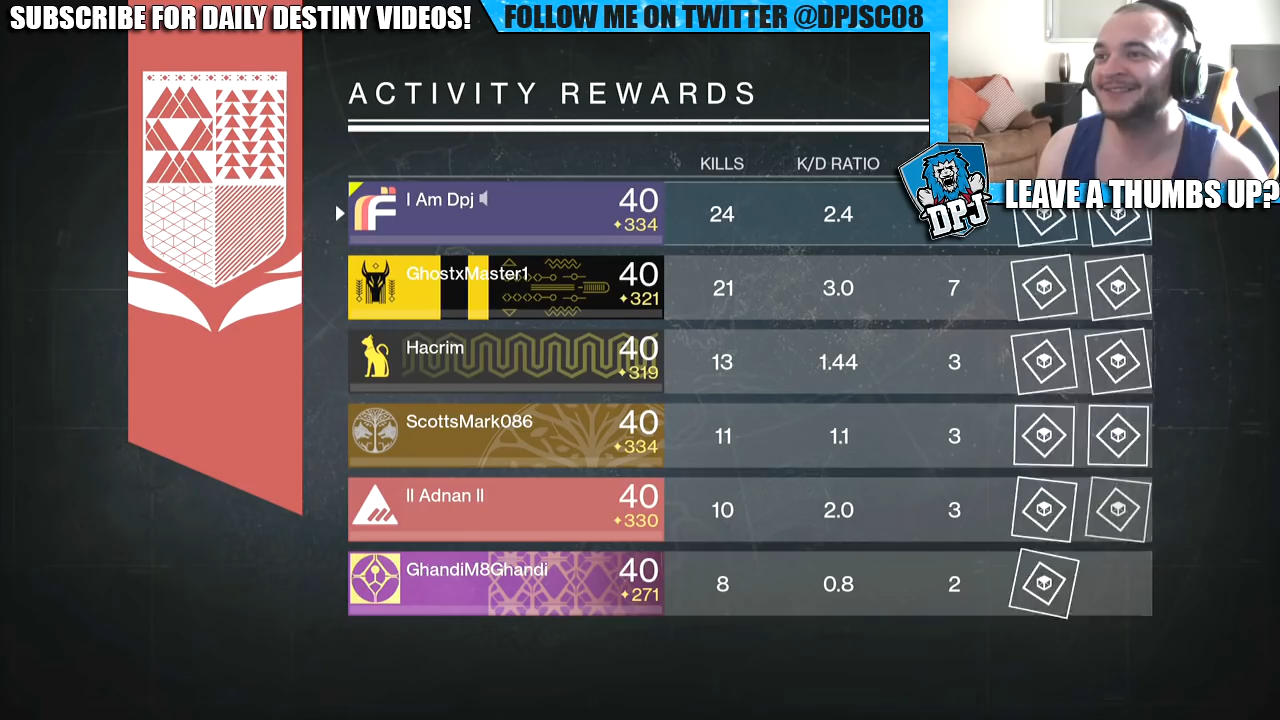 SUBSCRIBE FOR DAILY DESTINY VIDEOS!
FOLLOW ME ON TWITTER @DPJSC08
ACTIVITY REWARDS
KILLS K/D RATIO
I Am Dpj 40 334 24 2.4
DPJ
LEAVE A THUMBS UP?
GhostxMaster1 40 321 21 3.0 7
Hacrim 40 319 13 1.44 3
ScottsMark086 40 334 11 1.1 3
II Adnan II 40 330 10 2.0 3
GhandiM8Ghandi 40 271 8 0.8 2